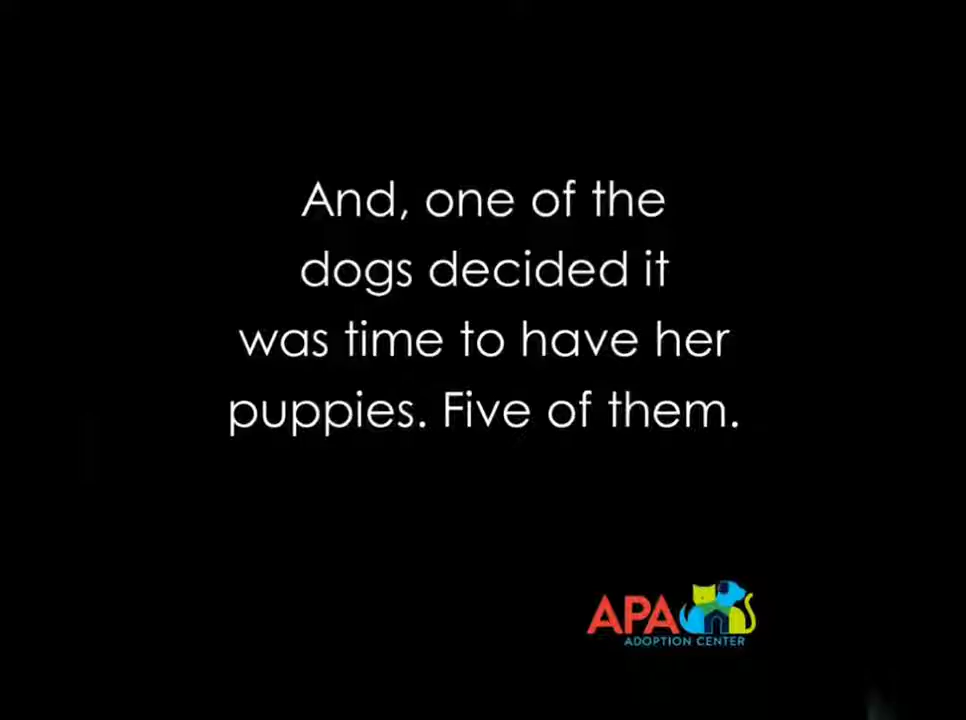 And, one of the
dogs decided it
was time to have her
puppies. Five of them.
APA
ADOPTION CENTER